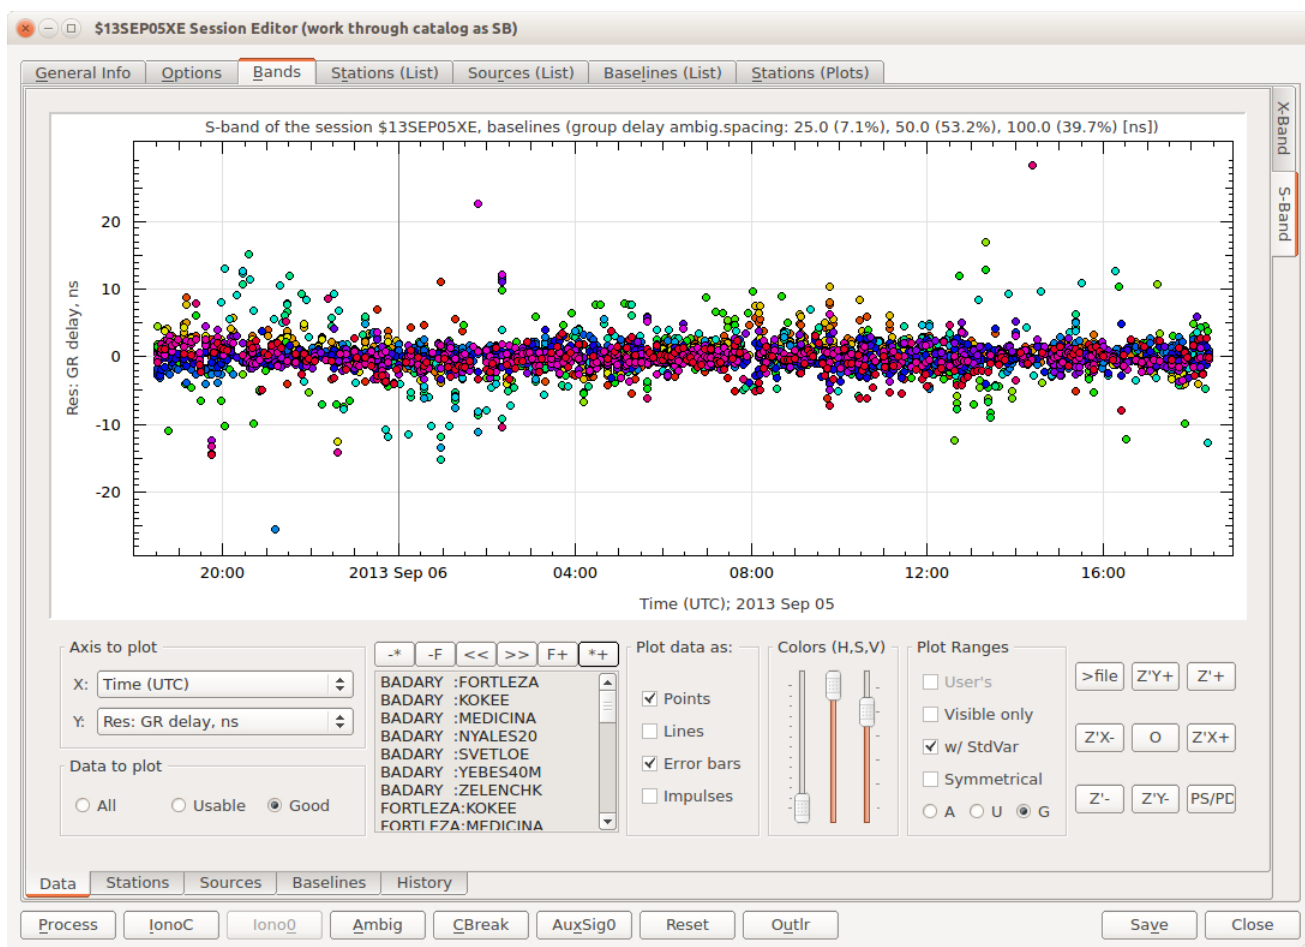 $13SEP05XE Session Editor (work through catalog as SB)
General Info Options Bands Stations (List) Sources (List) Baselines (List) Stations (Plots)
X-Band
S-Band
S-band of the session $13SEP05XE, baselines (group delay ambig.spacing: 25.0 (7.1%), 50.0 (53.2%), 100.0 (39.7%) [ns])
Res: GR delay, ns
20
10
0
-10
-20
20:00 2013 Sep 06 04:00 08:00 12:00 16:00
Time (UTC); 2013 Sep 05
Axis to plot
X: Time (UTC)
Y: Res: GR delay, ns
Data to plot
All Usable Good
-* -F << >> F+ *+
BADARY :FORTLEZA
BADARY :KOKEE
BADARY :MEDICINA
BADARY :NYALES20
BADARY :SVETLOE
BADARY :YEBES40M
BADARY :ZELENCHK
FORTLEZA:KOKEE
FORTLEZA:MEDICINA
Plot data as:
Points
Lines
Error bars
Impulses
Colors (H,S,V)
Plot Ranges
User's
Visible only
w/ StdVar
Symmetrical
A U G
>file Z'Y+ Z'+
Z'X- O Z'X+
Z'- Z'Y- PS/PD
Data Stations Sources Baselines History
Process IonoC Iono0 Ambig CBreak AuxSig0 Reset Outlr Save Close